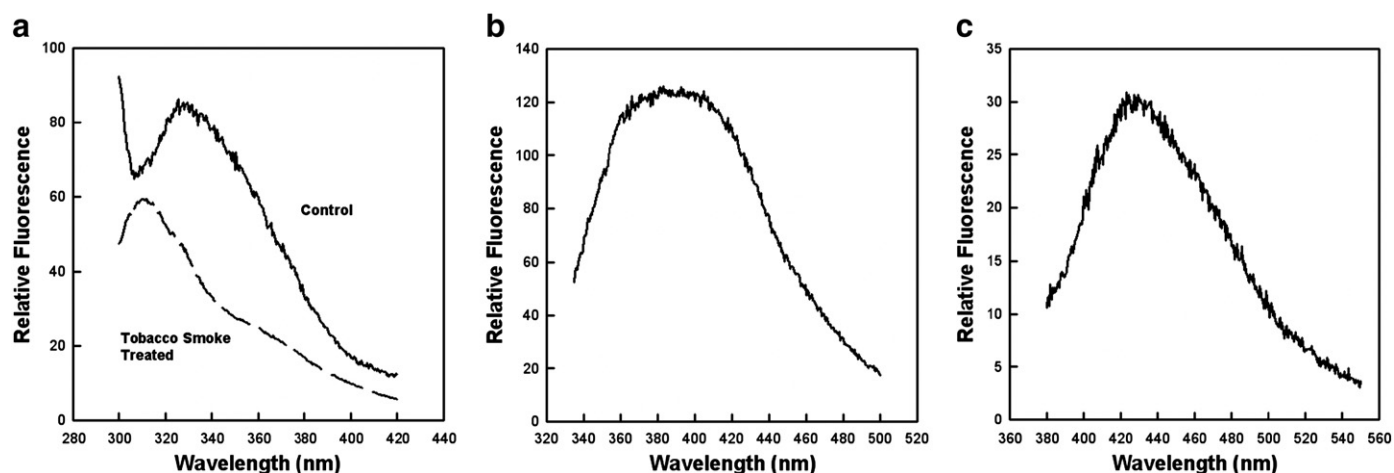 a
100
80
60
40
20
0
Relative Fluorescence
Control
Tobacco Smoke
Treated
280 300 320 340 360 380 400 420 440
Wavelength (nm)
b
140
120
100
80
60
40
20
0
Relative Fluorescence
320 340 360 380 400 420 440 460 480 500 520
Wavelength (nm)
c
35
30
25
20
15
10
5
0
Relative Fluorescence
360 380 400 420 440 460 480 500 520 540 560
Wavelength (nm)